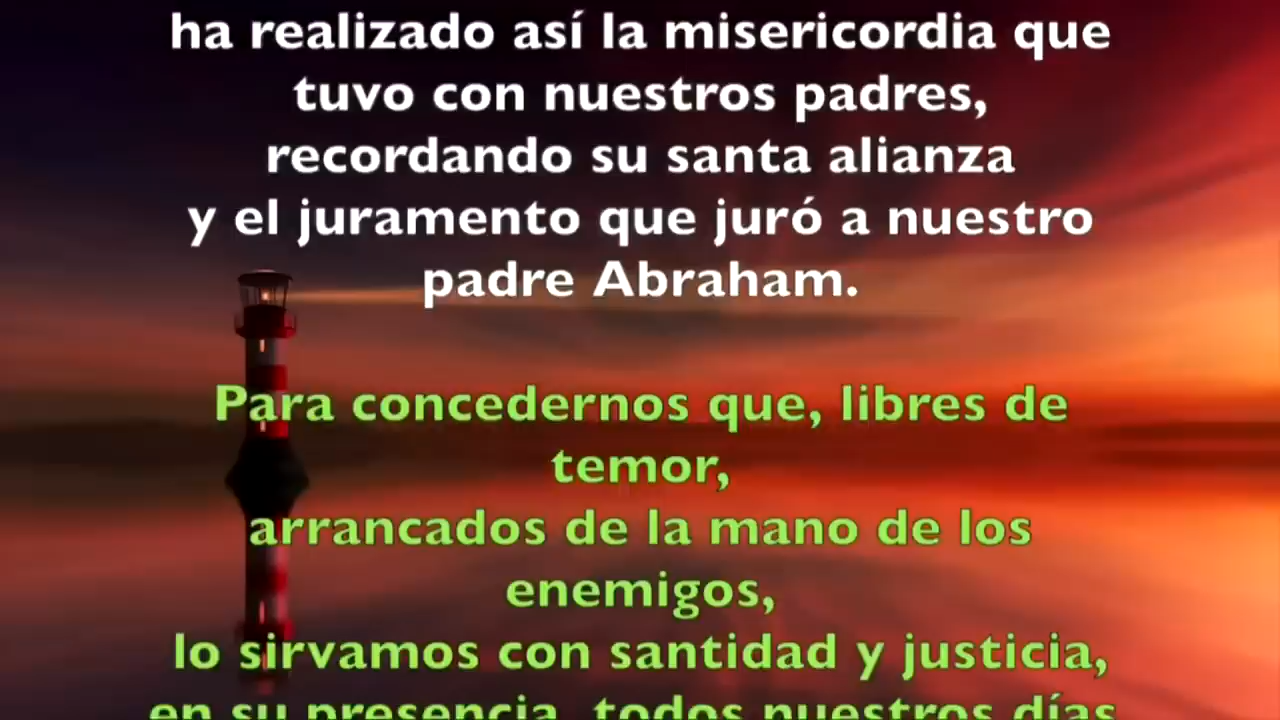 ha realizado así la misericordia que
tuvo con nuestros padres,
recordando su santa alianza
y el juramento que juró a nuestro
padre Abraham.
Para concedernos que, libres de
temor,
arrancados de la mano de los
enemigos,
lo sirvamos con santidad y justicia,
en su presencia, todos nuestros días